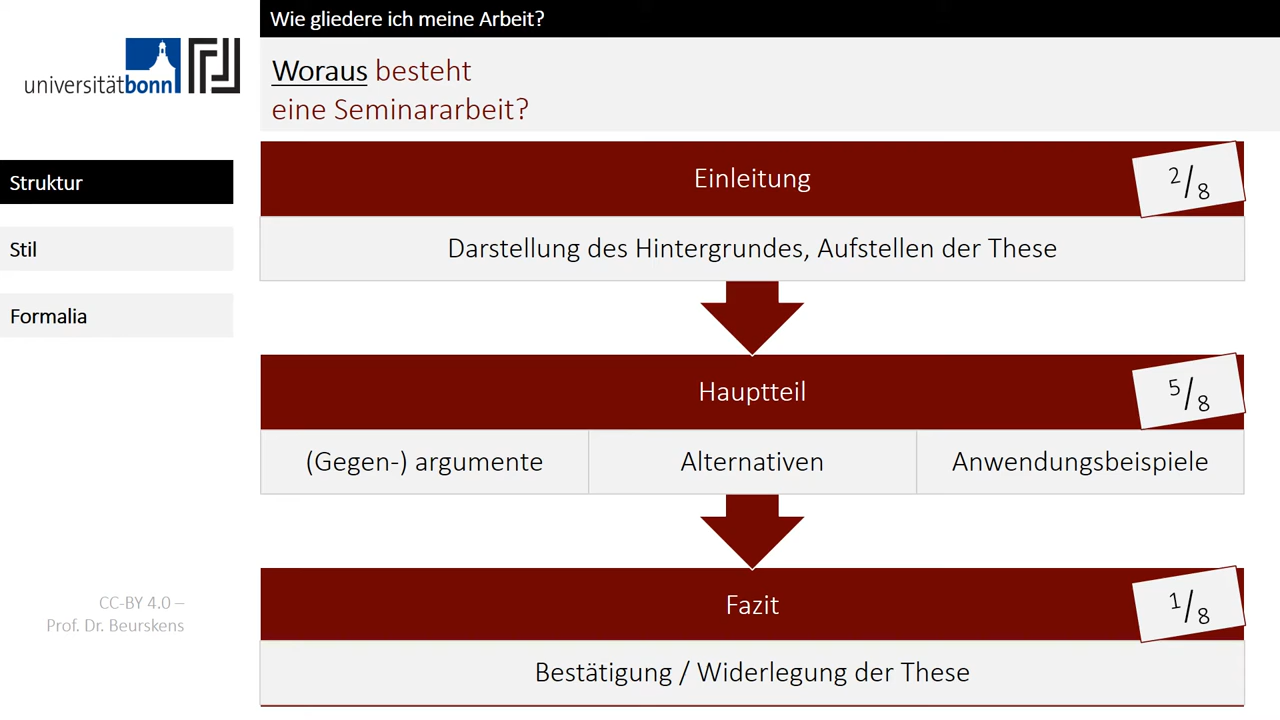 Wie gliedere ich meine Arbeit?
universitätbonn
Woraus besteht
eine Seminararbeit?
Struktur
Stil
Formalia
Einleitung
2/8
Darstellung des Hintergrundes, Aufstellen der These
Hauptteil
5/8
(Gegen-) argumente
Alternativen
Anwendungsbeispiele
Fazit
1/8
Bestätigung / Widerlegung der These
CC-BY 4.0 –
Prof. Dr. Beurskens